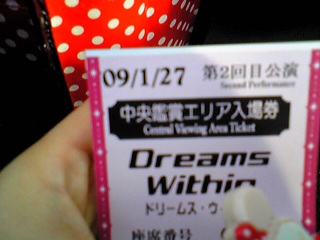 09/1/27 第2回目公演
Second Performance
中央鑑賞エリア入場券
Central Viewing Area Ticket
Dreams
Within
ドリームス・ウ
座席番号